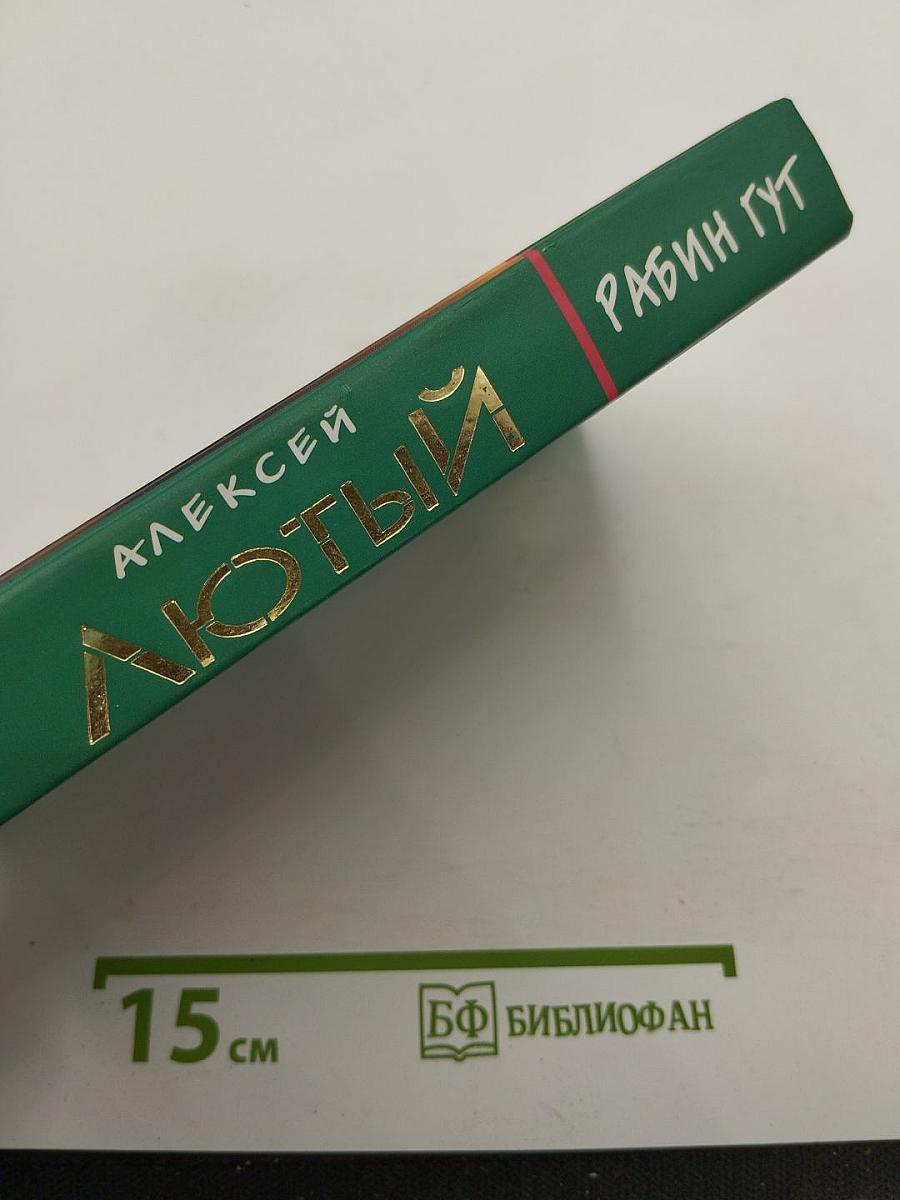 АЛЕКСЕЙ
ЛЮТЫЙ
РАБИН ГУТ
15 см
БФ БИБЛИОФАН